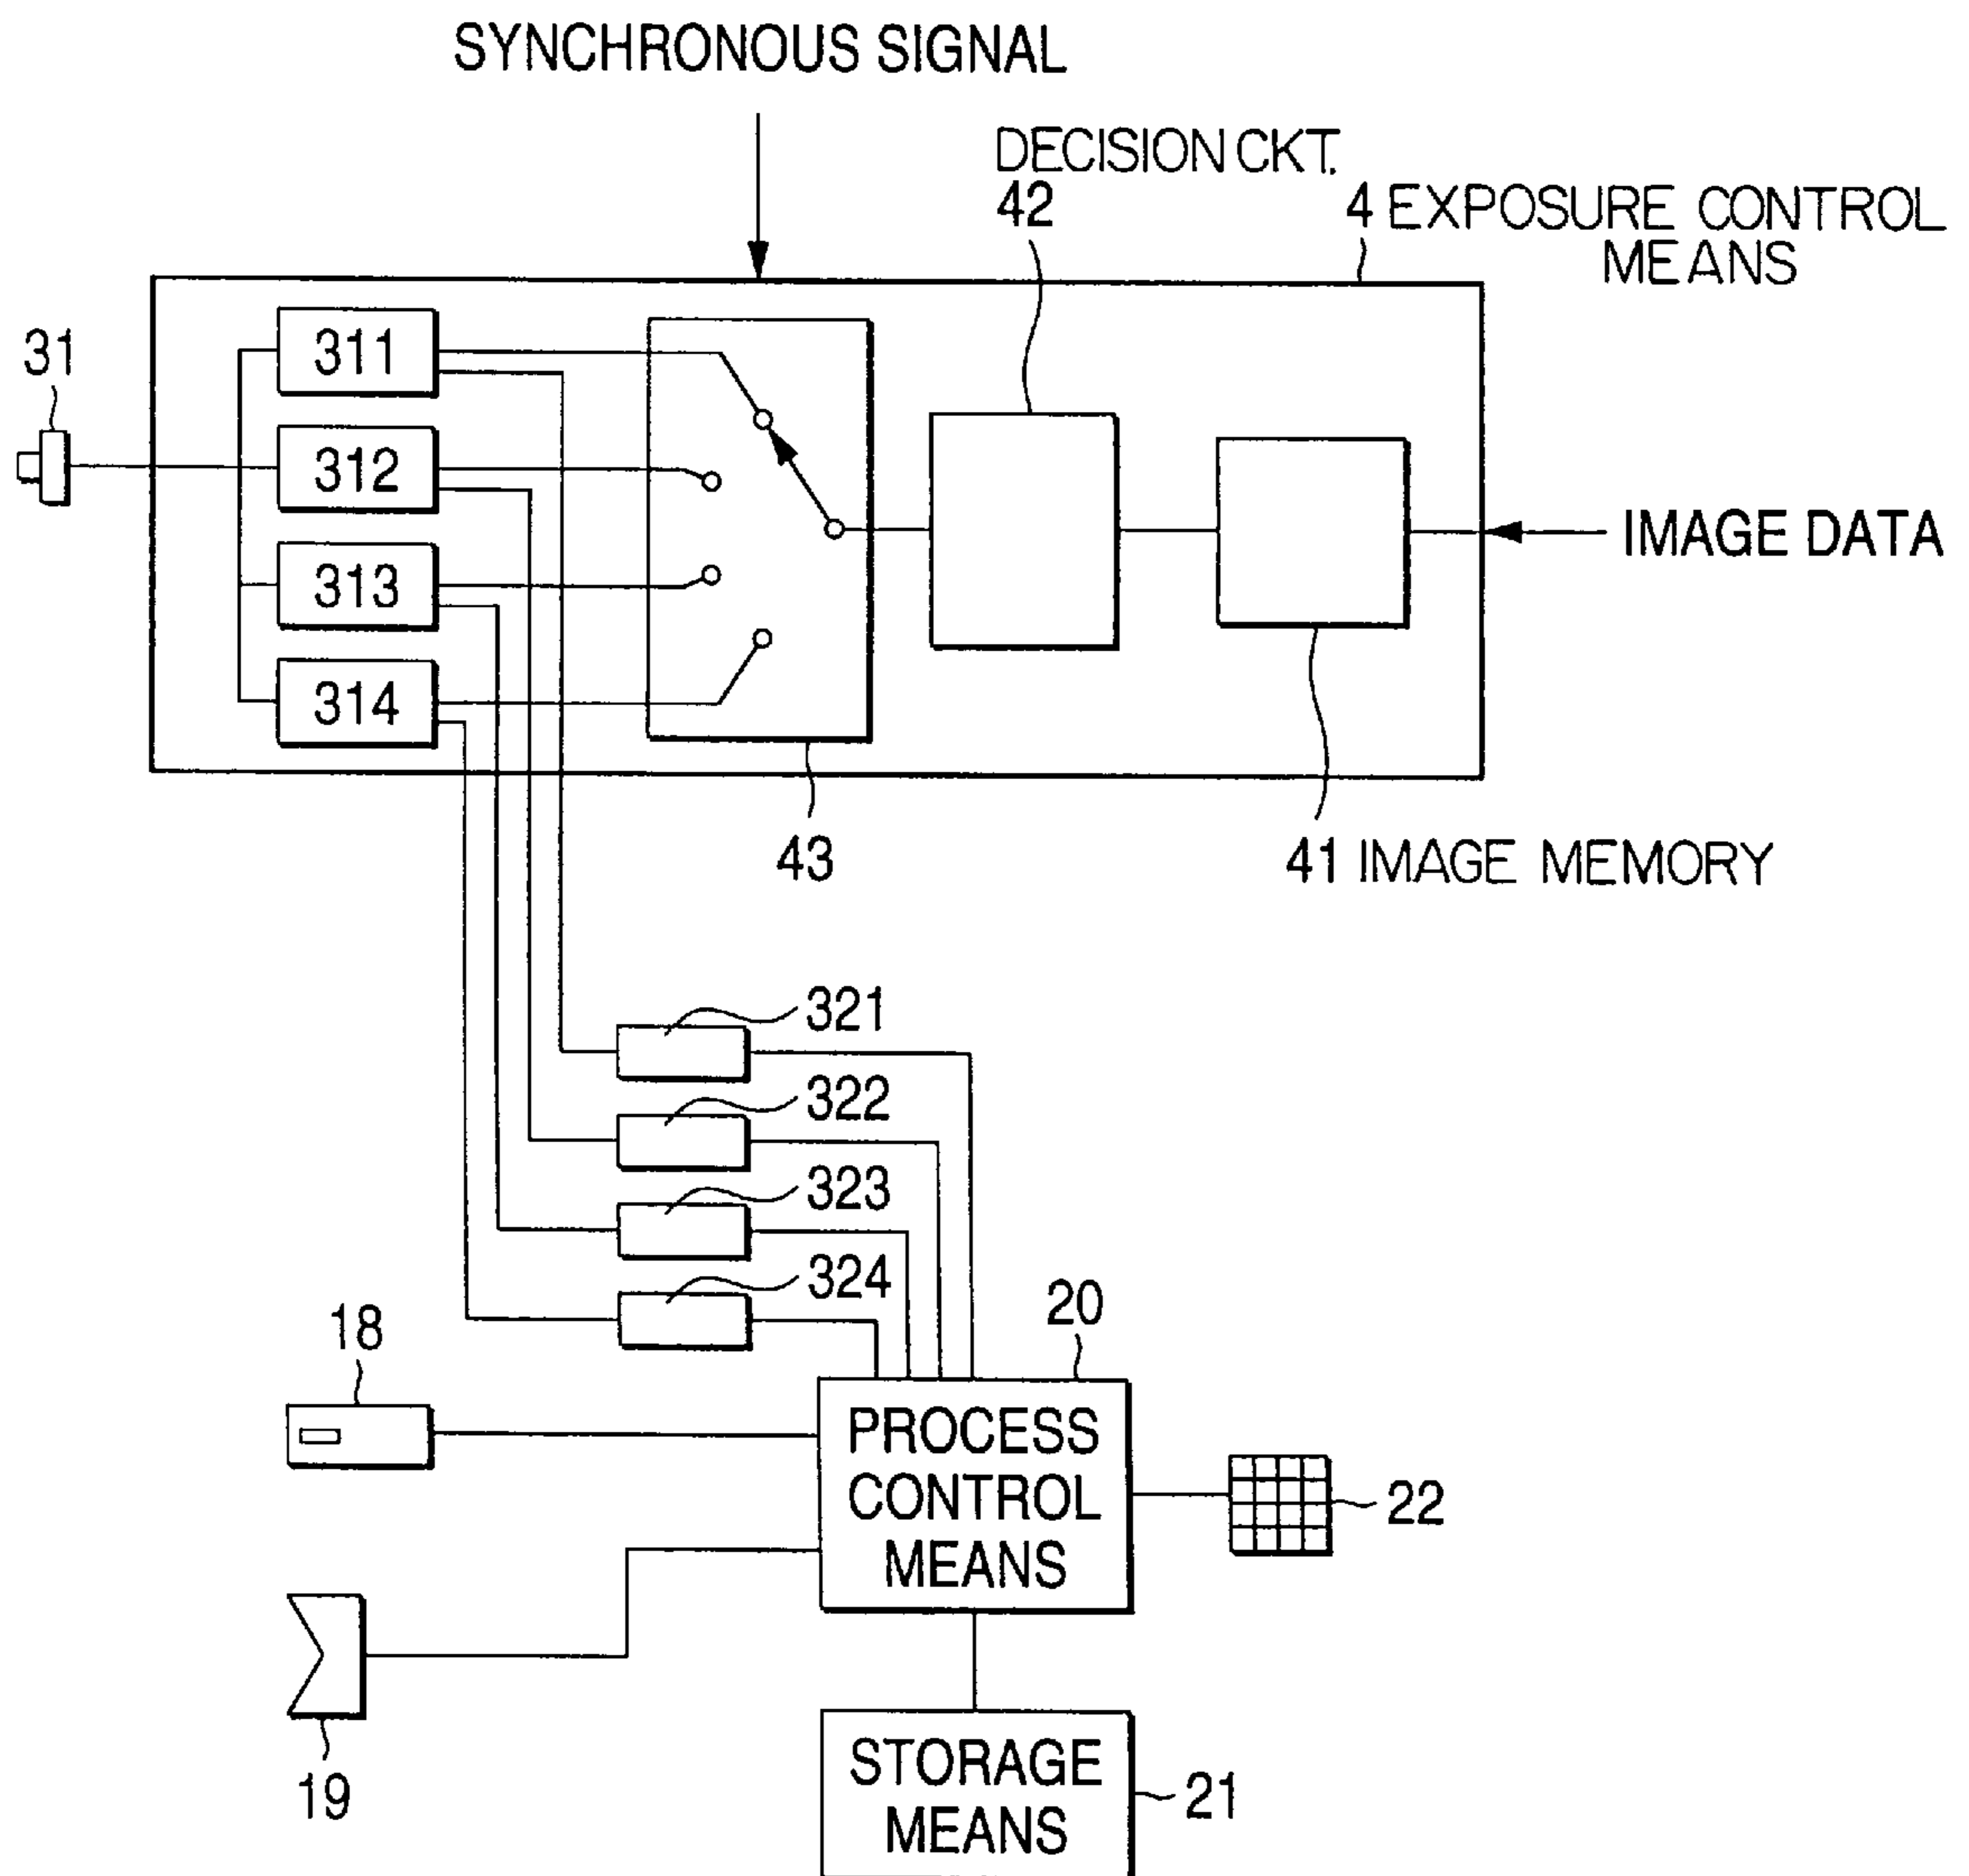 SYNCHRONOUS SIGNAL
DECISION CKT.
42
4 EXPOSURE CONTROL
MEANS
31
311
312
313
314
IMAGE DATA
43
41 IMAGE MEMORY
321
322
323
324
18
20
PROCESS
CONTROL
MEANS
22
19
STORAGE
MEANS
21